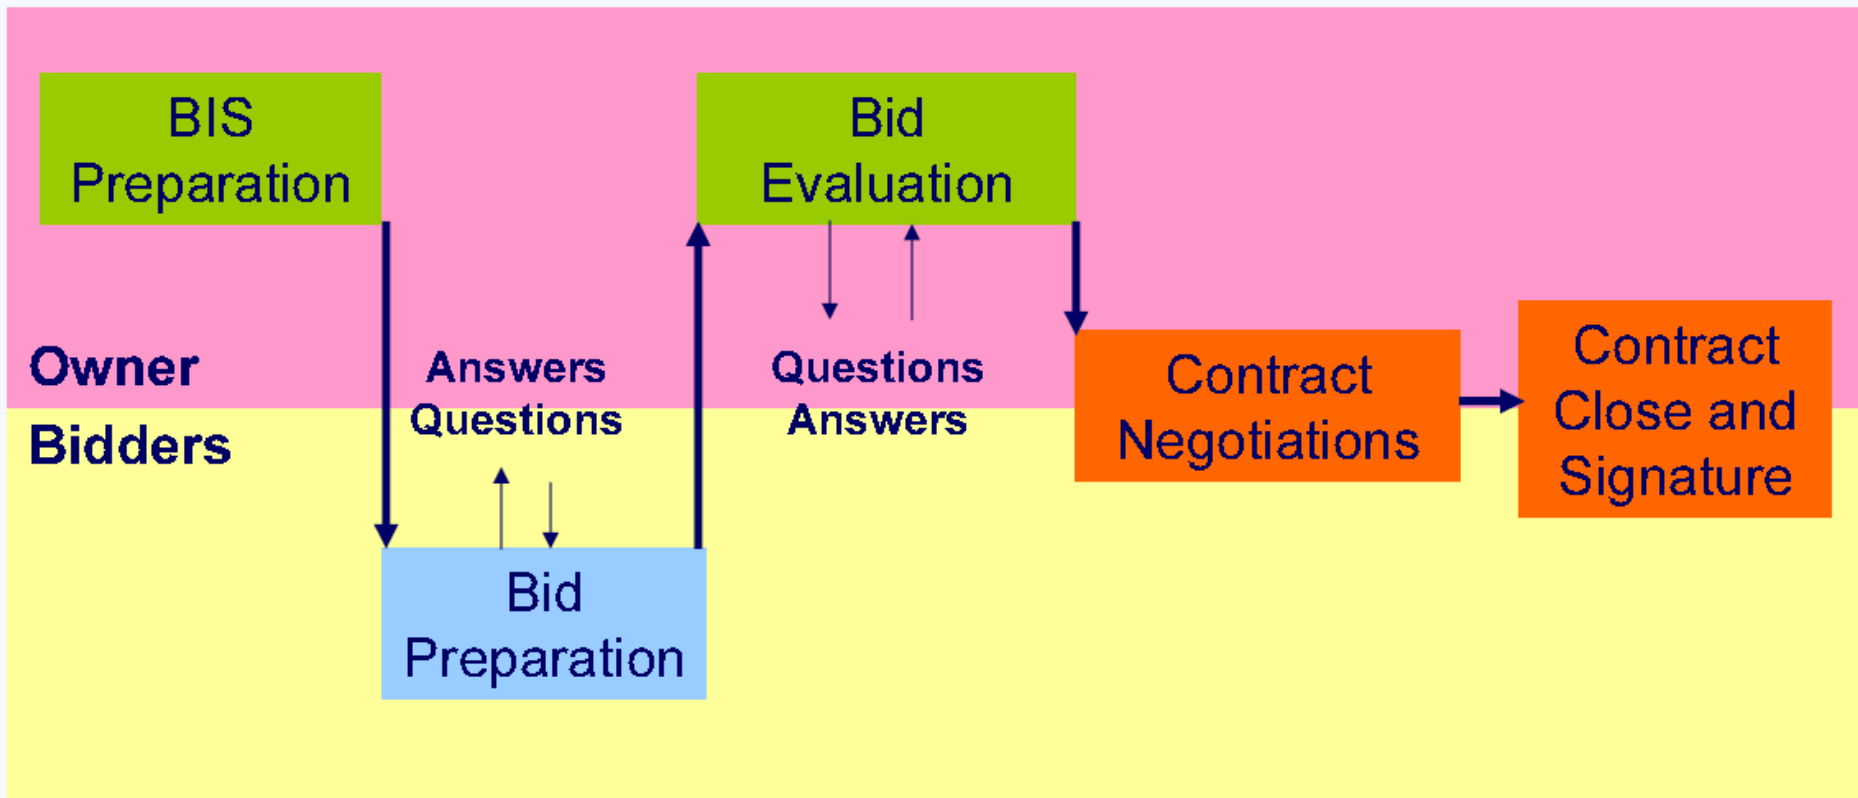 BIS
Preparation
Bid
Evaluation
Owner
Bidders
Answers
Questions
Questions
Answers
Contract
Negotiations
Contract
Close and
Signature
Bid
Preparation